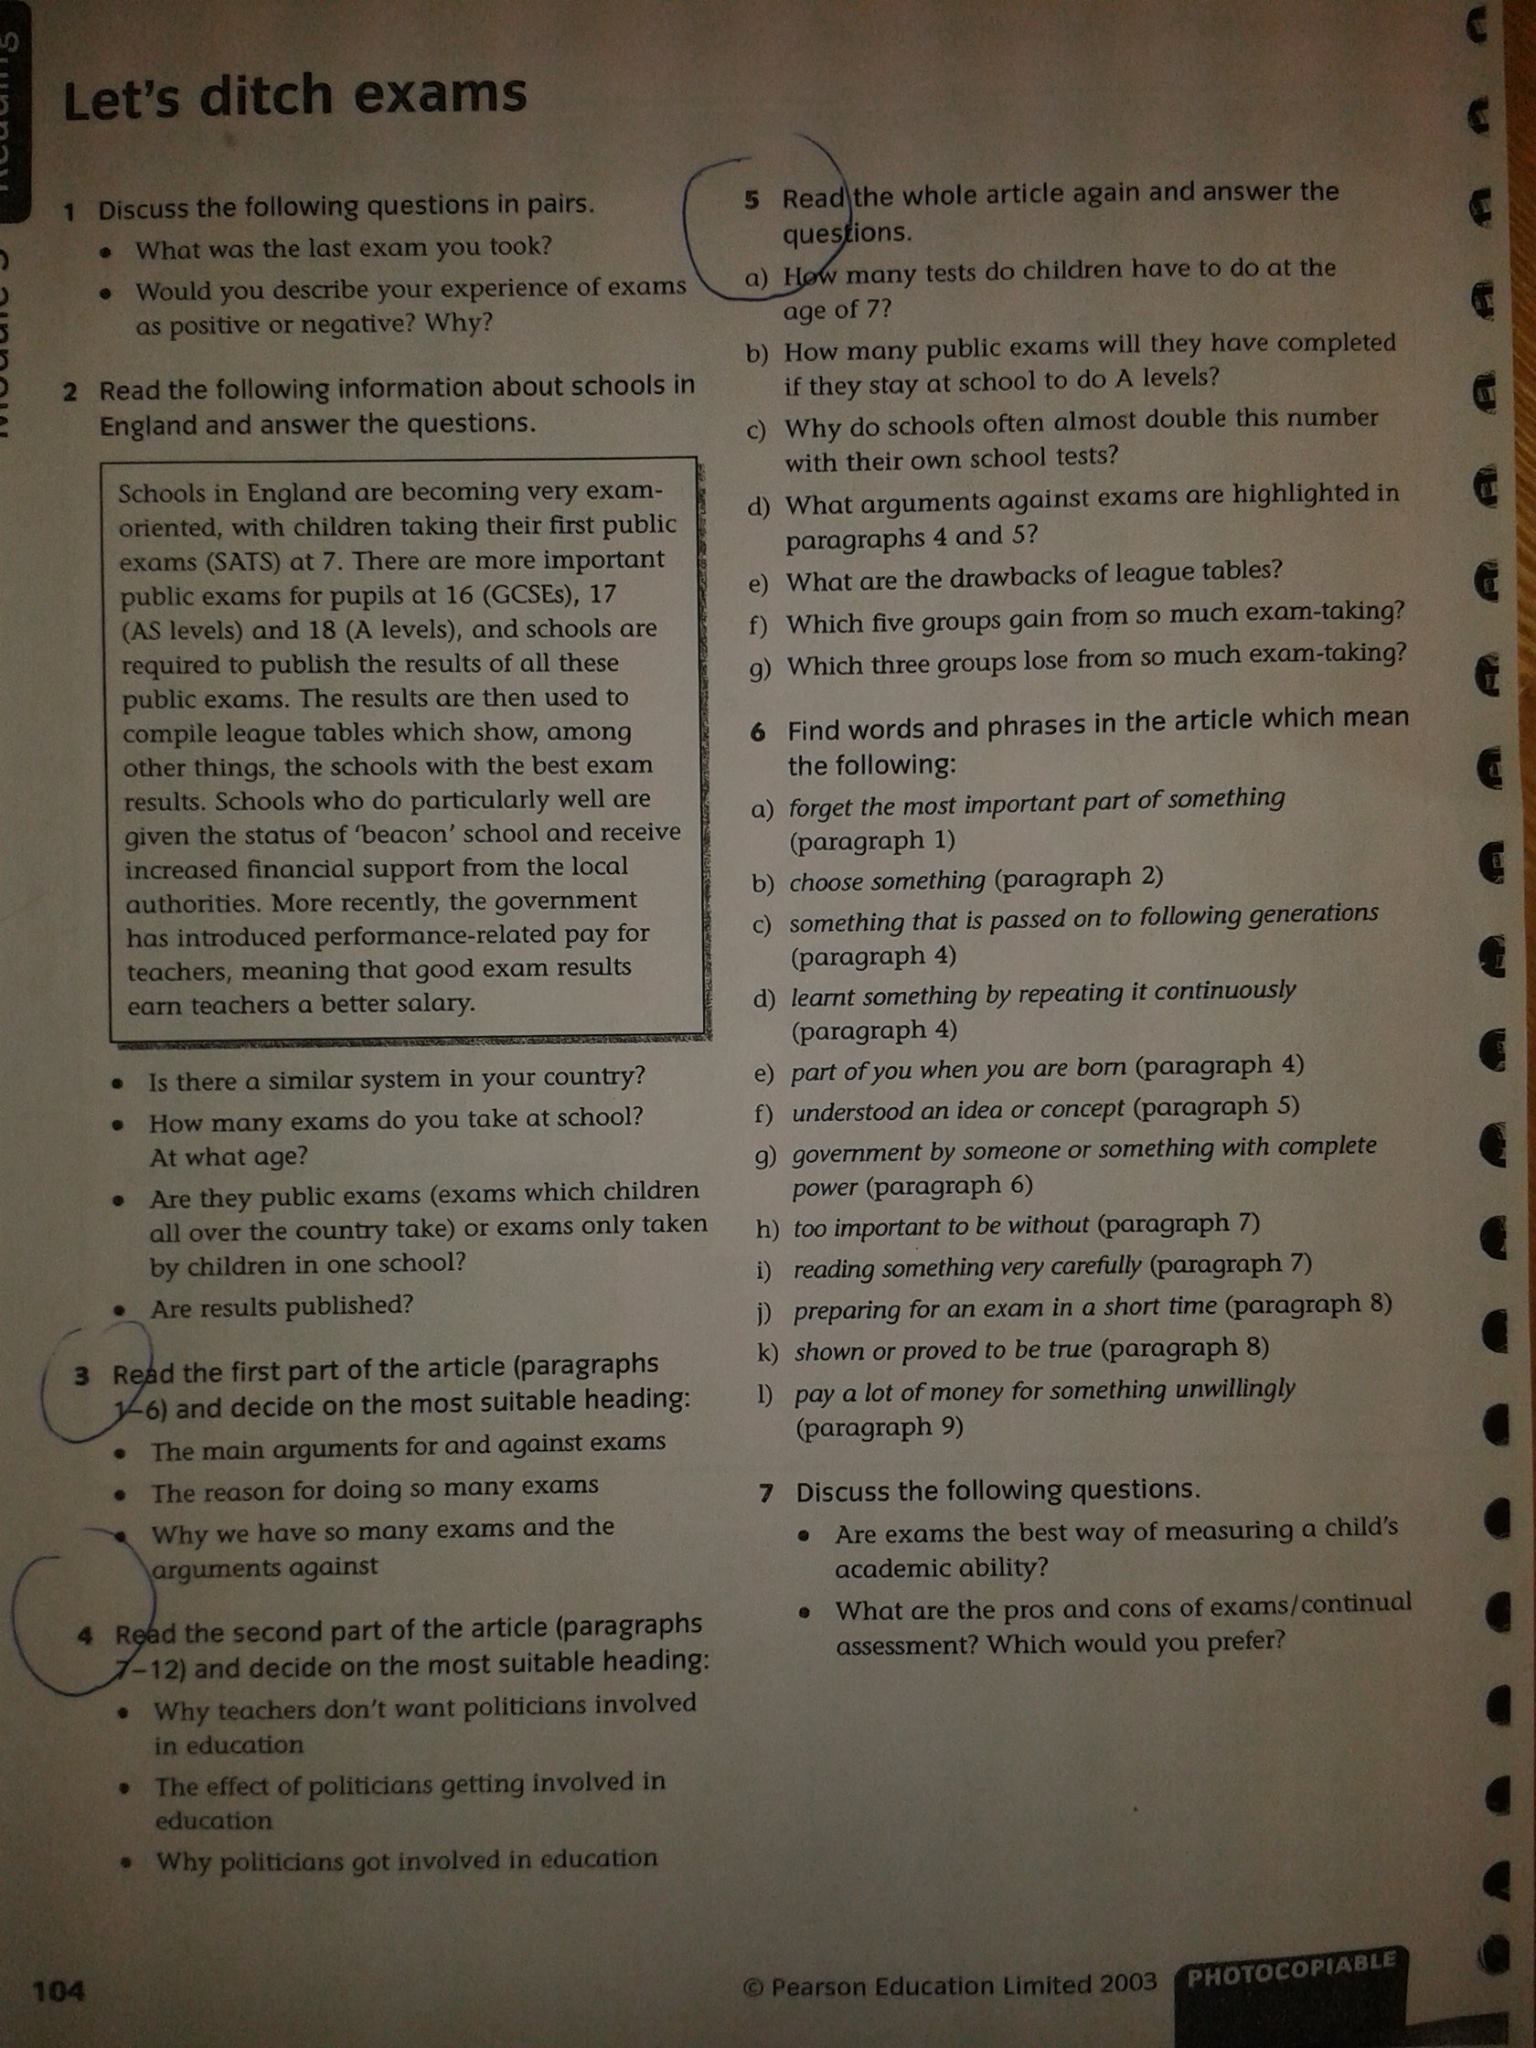 Reading
Module 9
Let's ditch exams
1 Discuss the following questions in pairs.
• What was the last exam you took?
• Would you describe your experience of exams
as positive or negative? Why?
2 Read the following information about schools in
England and answer the questions.
Schools in England are becoming very exam-
oriented, with children taking their first public
exams (SATS) at 7. There are more important
public exams for pupils at 16 (GCSEs), 17
(AS levels) and 18 (A levels), and schools are
required to publish the results of all these
public exams. The results are then used to
compile league tables which show, among
other things, the schools with the best exam
results. Schools who do particularly well are
given the status of 'beacon' school and receive
increased financial support from the local
authorities. More recently, the government
has introduced performance-related pay for
teachers, meaning that good exam results
earn teachers a better salary.
• Is there a similar system in your country?
• How many exams do you take at school?
At what age?
• Are they public exams (exams which children
all over the country take) or exams only taken
by children in one school?
• Are results published?
3 Read the first part of the article (paragraphs
1–6) and decide on the most suitable heading:
• The main arguments for and against exams
• The reason for doing so many exams
• Why we have so many exams and the
arguments against
4 Read the second part of the article (paragraphs
7–12) and decide on the most suitable heading:
• Why teachers don't want politicians involved
in education
• The effect of politicians getting involved in
education
• Why politicians got involved in education
5 Read the whole article again and answer the
questions.
a) How many tests do children have to do at the
age of 7?
b) How many public exams will they have completed
if they stay at school to do A levels?
c) Why do schools often almost double this number
with their own school tests?
d) What arguments against exams are highlighted in
paragraphs 4 and 5?
e) What are the drawbacks of league tables?
f) Which five groups gain from so much exam-taking?
g) Which three groups lose from so much exam-taking?
6 Find words and phrases in the article which mean
the following:
a) forget the most important part of something
(paragraph 1)
b) choose something (paragraph 2)
c) something that is passed on to following generations
(paragraph 4)
d) learnt something by repeating it continuously
(paragraph 4)
e) part of you when you are born (paragraph 4)
f) understood an idea or concept (paragraph 5)
g) government by someone or something with complete
power (paragraph 6)
h) too important to be without (paragraph 7)
i) reading something very carefully (paragraph 7)
j) preparing for an exam in a short time (paragraph 8)
k) shown or proved to be true (paragraph 8)
l) pay a lot of money for something unwillingly
(paragraph 9)
7 Discuss the following questions.
• Are exams the best way of measuring a child's
academic ability?
• What are the pros and cons of exams/continual
assessment? Which would you prefer?
104
© Pearson Education Limited 2003
PHOTOCOPIABLE